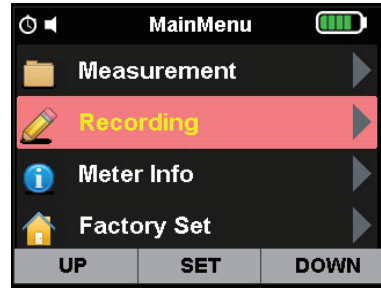 MainMenu
Measurement
Recording
Meter Info
Factory Set
UP SET DOWN